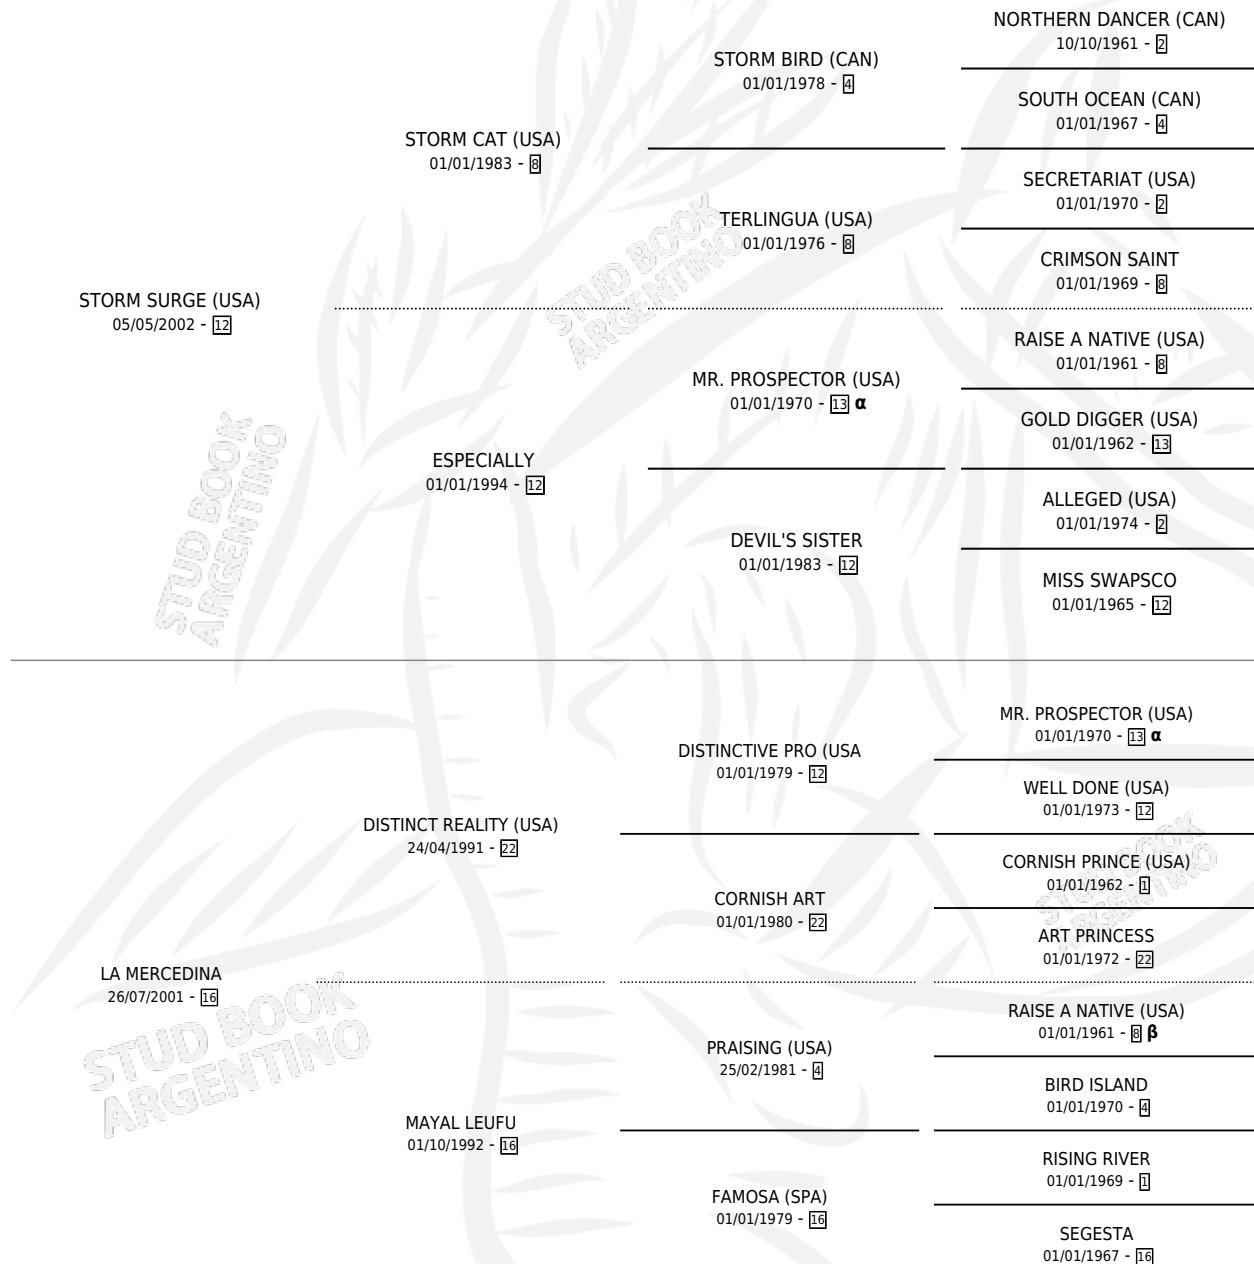 NORTHERN DANCER (CAN)
10/10/1961 - 2
STORM BIRD (CAN)
01/01/1978 - 4
SOUTH OCEAN (CAN)
01/01/1967 - 4
STORM CAT (USA)
01/01/1983 - 8
SECRETARIAT (USA)
01/01/1970 - 2
TERLINGUA (USA)
01/01/1976 - 8
CRIMSON SAINT
01/01/1969 - 8
STORM SURGE (USA)
05/05/2002 - 12
RAISE A NATIVE (USA)
01/01/1961 - 8
MR. PROSPECTOR (USA)
01/01/1970 - 13 α
GOLD DIGGER (USA)
01/01/1962 - 13
ESPECIALLY
01/01/1994 - 12
ALLEGED (USA)
01/01/1974 - 2
DEVIL'S SISTER
01/01/1983 - 12
MISS SWAPSCO
01/01/1965 - 12
MR. PROSPECTOR (USA)
01/01/1970 - 13 α
DISTINCTIVE PRO (USA
01/01/1979 - 12
WELL DONE (USA)
01/01/1973 - 12
DISTINCT REALITY (USA)
24/04/1991 - 22
CORNISH PRINCE (USA)
01/01/1962 - 1
CORNISH ART
01/01/1980 - 22
ART PRINCESS
01/01/1972 - 22
LA MERCEDINA
26/07/2001 - 16
RAISE A NATIVE (USA)
01/01/1961 - 8 β
PRAISING (USA)
25/02/1981 - 4
BIRD ISLAND
01/01/1970 - 4
MAYAL LEUFU
01/10/1992 - 16
RISING RIVER
01/01/1969 - 1
FAMOSA (SPA)
01/01/1979 - 16
SEGESTA
01/01/1967 - 16
STUD BOOK
ARGENTINO
STUD BOOK
ARGENTINO
STUD BOOK
ARGENTINO
STUD BOOK
ARGENTINO